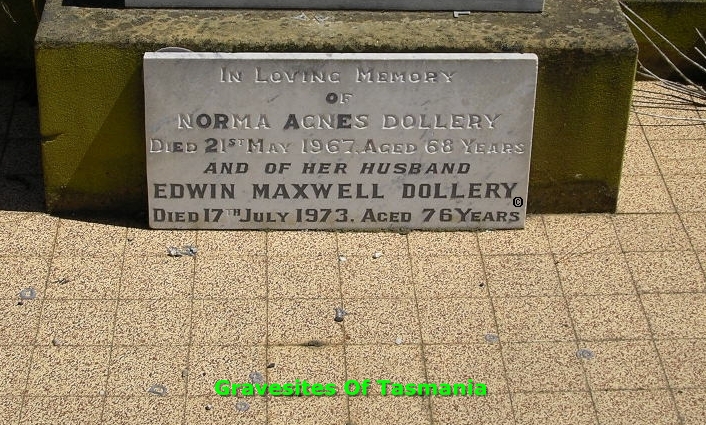 IN LOVING MEMORY
OF
NORMA AGNES DOLLERY
DIED 21ST MAY 1967. AGED 68 YEARS
AND OF HER HUSBAND
EDWIN MAXWELL DOLLERY
DIED 17TH JULY 1973. AGED 76 YEARS
Gravesites Of Tasmania